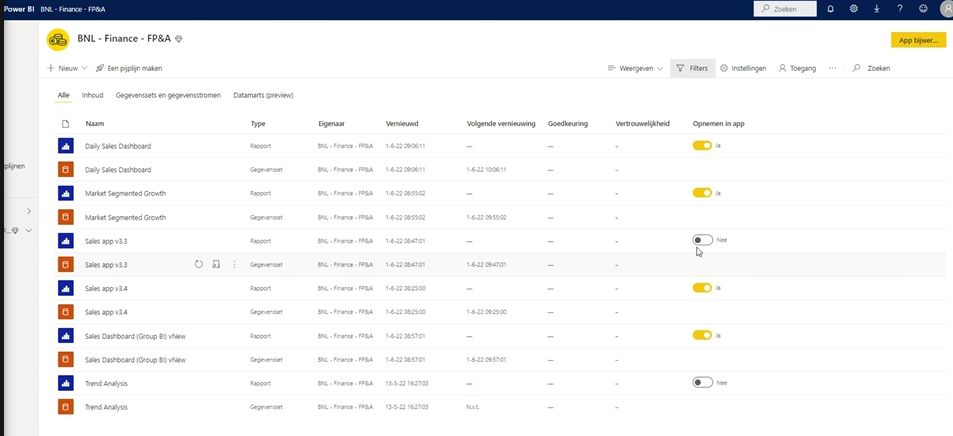 Power BI BNL - Finance - FP&A Zoeken
BNL - Finance - FP&A App bijwer...
Nieuw Een pijplijn maken Weergeven Filters Instellingen Toegang ... Zoeken
Alle Inhoud Gegevenssets en gegevensstromen Datamarts (preview)
Naam Type Eigenaar Vernieuwd Volgende vernieuwing Goedkeuring Vertrouwelijkheid Opnemen in app
Daily Sales Dashboard Rapport BNL - Finance - FP&A 1-6-22 09:06:11 — — – Ja
plijnen
Daily Sales Dashboard Gegevensset BNL - Finance - FP&A 1-6-22 09:06:11 1-6-22 10:06:11 — –
Market Segmented Growth Rapport BNL - Finance - FP&A 1-6-22 08:55:02 — — – Ja
Market Segmented Growth Gegevensset BNL - Finance - FP&A 1-6-22 08:55:02 1-6-22 09:55:02 — –
F...
Sales app v3.3 Rapport BNL - Finance - FP&A 1-6-22 08:47:01 — — – Nee
Sales app v3.3 Gegevensset BNL - Finance - FP&A 1-6-22 08:47:01 1-6-22 09:47:01 — –
Sales app v3.4 Rapport BNL - Finance - FP&A 1-6-22 08:25:00 — — – Ja
Sales app v3.4 Gegevensset BNL - Finance - FP&A 1-6-22 08:25:00 1-6-22 09:25:00 — –
Sales Dashboard (Group BI) vNew Rapport BNL - Finance - FP&A 1-6-22 08:57:01 — — – Ja
Sales Dashboard (Group BI) vNew Gegevensset BNL - Finance - FP&A 1-6-22 08:57:01 1-6-22 09:57:01 — –
Trend Analysis Rapport BNL - Finance - FP&A 13-5-22 16:27:03 — — – Nee
Trend Analysis Gegevensset BNL - Finance - FP&A 13-5-22 16:27:03 N.v.t. — –